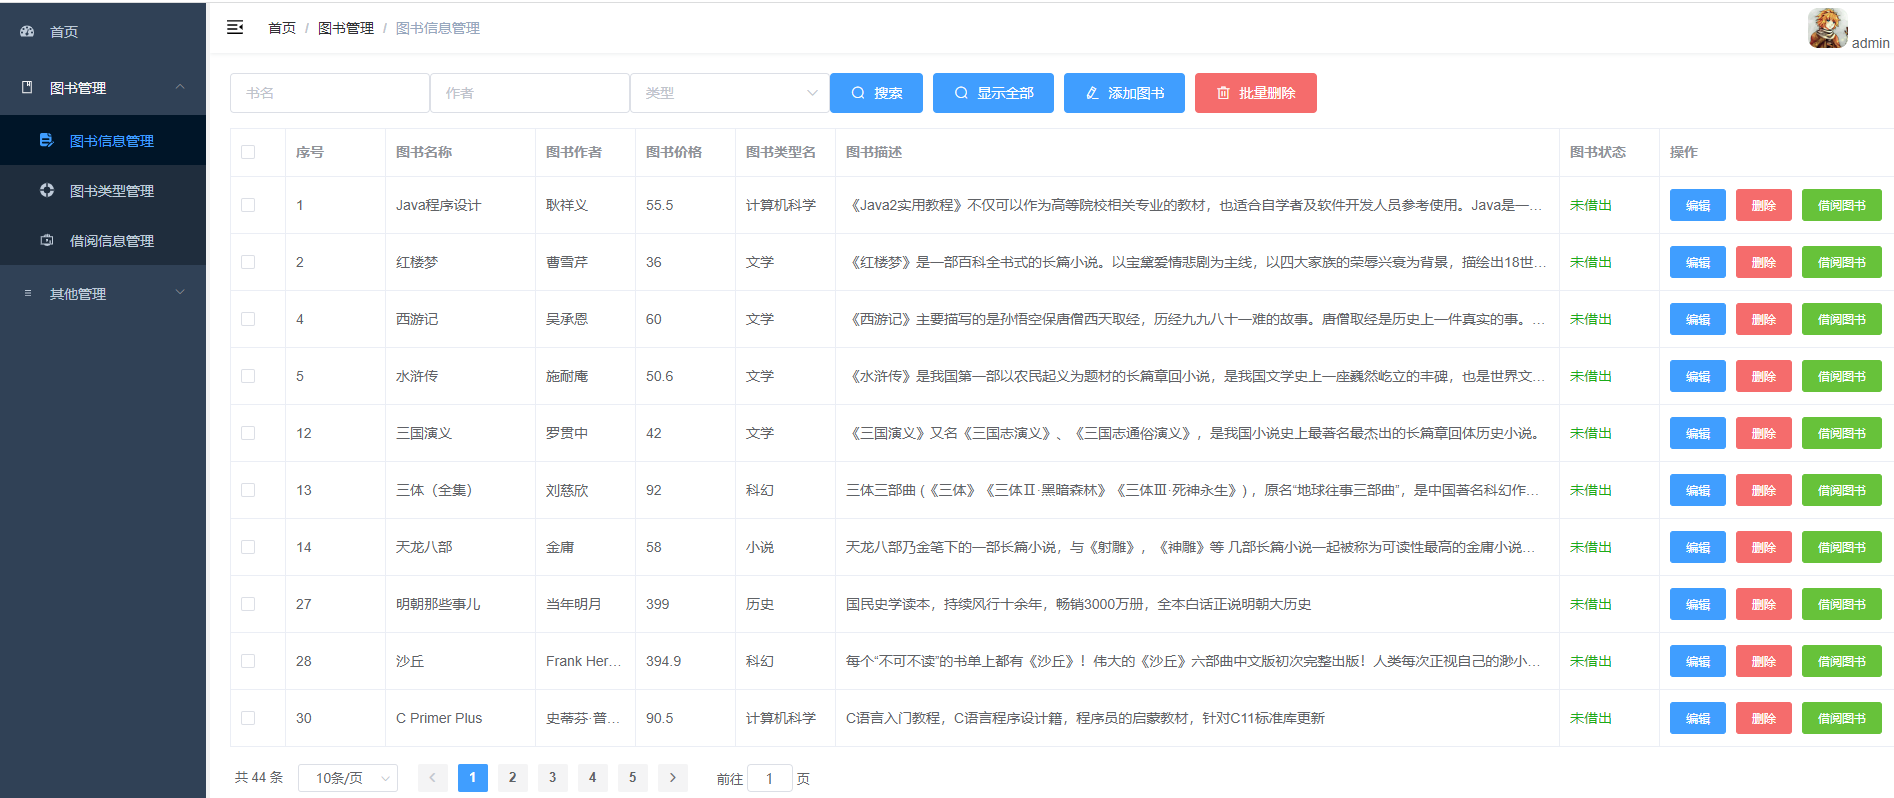 首页
图书管理
图书信息管理
图书类型管理
借阅信息管理
其他管理
首页 / 图书管理 / 图书信息管理
admin
书名 作者 类型 搜索 显示全部 添加图书 批量删除
序号 图书名称 图书作者 图书价格 图书类型名 图书描述 图书状态 操作
1 Java程序设计 耿祥义 55.5 计算机科学 《Java2实用教程》不仅可以作为高等院校相关专业的教材，也适合自学者及软件开发人员参考使用。Java是一... 未借出 编辑 删除 借阅图书
2 红楼梦 曹雪芹 36 文学 《红楼梦》是一部百科全书式的长篇小说。以宝黛爱情悲剧为主线，以四大家族的荣辱兴衰为背景，描绘出18世... 未借出 编辑 删除 借阅图书
4 西游记 吴承恩 60 文学 《西游记》主要描写的是孙悟空保唐僧西天取经，历经九九八十一难的故事。唐僧取经是历史上一件真实的事。... 未借出 编辑 删除 借阅图书
5 水浒传 施耐庵 50.6 文学 《水浒传》是我国第一部以农民起义为题材的长篇章回小说，是我国文学史上一座巍然屹立的丰碑，也是世界文... 未借出 编辑 删除 借阅图书
12 三国演义 罗贯中 42 文学 《三国演义》又名《三国志演义》、《三国志通俗演义》，是我国小说史上最著名最杰出的长篇章回体历史小说。 未借出 编辑 删除 借阅图书
13 三体（全集） 刘慈欣 92 科幻 三体三部曲 (《三体》《三体Ⅱ·黑暗森林》《三体Ⅲ·死神永生》) ，原名“地球往事三部曲”，是中国著名科幻作... 未借出 编辑 删除 借阅图书
14 天龙八部 金庸 58 小说 天龙八部乃金笔下的一部长篇小说，与《射雕》，《神雕》等 几部长篇小说一起被称为可读性最高的金庸小说... 未借出 编辑 删除 借阅图书
27 明朝那些事儿 当年明月 399 历史 国民史学读本，持续风行十余年，畅销3000万册，全本白话正说明朝大历史 未借出 编辑 删除 借阅图书
28 沙丘 Frank Her... 394.9 科幻 每个“不可不读”的书单上都有《沙丘》！伟大的《沙丘》六部曲中文版初次完整出版！人类每次正视自己的渺小... 未借出 编辑 删除 借阅图书
30 C Primer Plus 史蒂芬·普... 90.5 计算机科学 C语言入门教程，C语言程序设计籍，程序员的启蒙教材，针对C11标准库更新 未借出 编辑 删除 借阅图书
共 44 条 10条/页 1 2 3 4 5 前往 1 页